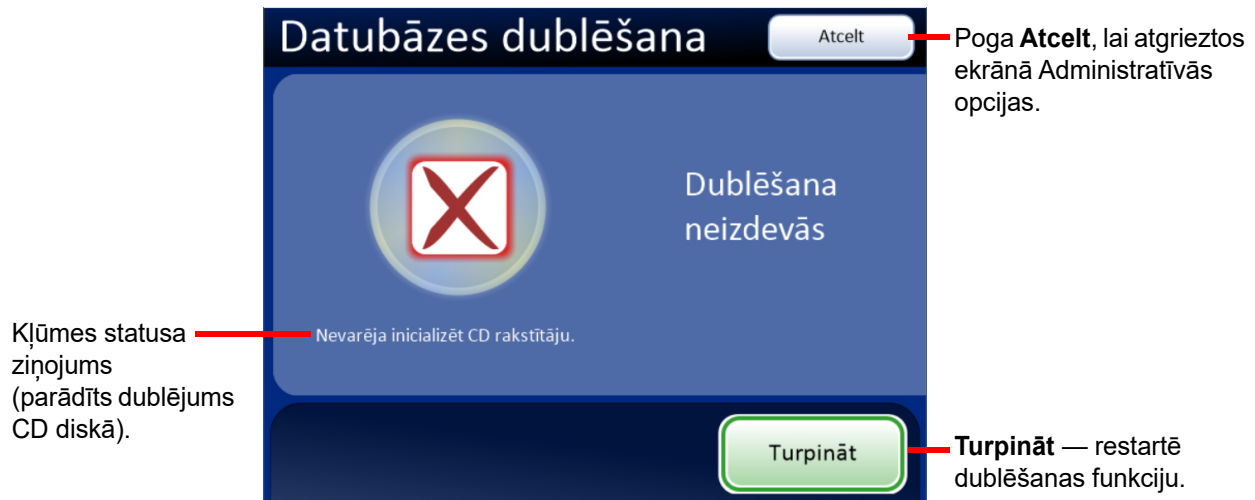 Datubāzes dublēšana
Atcelt
Poga Atcelt, lai atgrieztos
ekrānā Administratīvās
opcijas.
Dublēšana
neizdevās
Kļūmes statusa
ziņojums
(parādīts dublējums
CD diskā).
Nevarēja inicializēt CD rakstītāju.
Turpināt
Turpināt — restartē
dublēšanas funkciju.